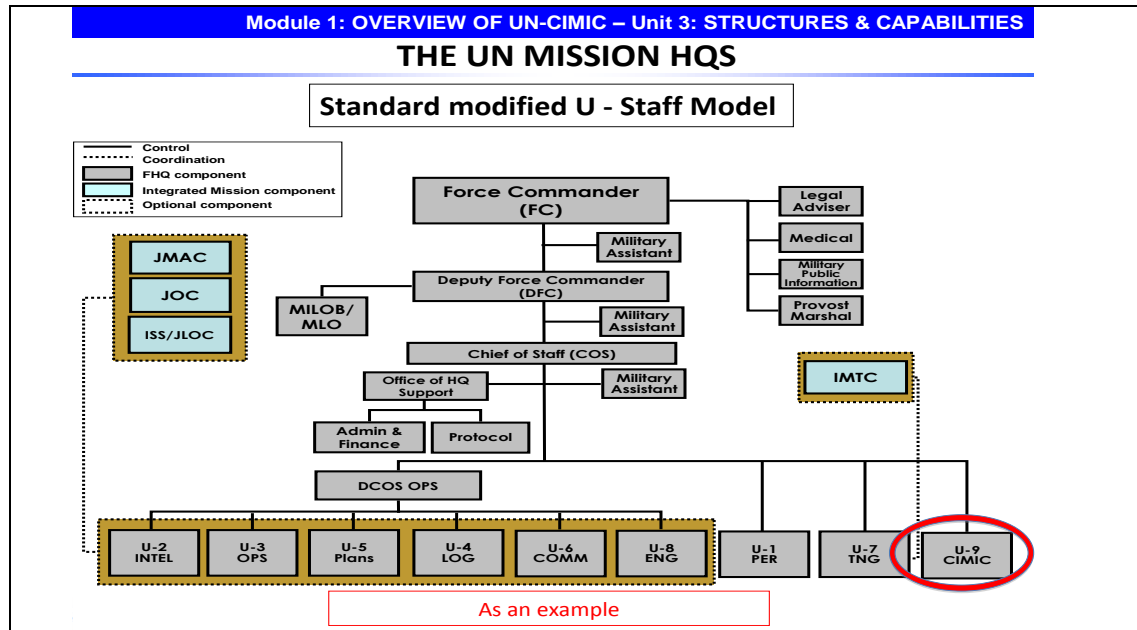 Module 1: OVERVIEW OF UN-CIMIC – Unit 3: STRUCTURES & CAPABILITIES
THE UN MISSION HQS
Standard modified U - Staff Model
Control
Coordination
FHQ component
Integrated Mission component
Optional component
Force Commander
(FC)
Legal
Adviser
Medical
Military
Public
Information
Provost
Marshal
Military
Assistant
JMAC
JOC
ISS/JLOC
Deputy Force Commander
(DFC)
MILOB/
MLO
Military
Assistant
Chief of Staff (COS)
IMTC
Office of HQ
Support
Military
Assistant
Admin &
Finance
Protocol
DCOS OPS
U-2
INTEL
U-3
OPS
U-5
Plans
U-4
LOG
U-6
COMM
U-8
ENG
U-1
PER
U-7
TNG
U-9
CIMIC
As an example